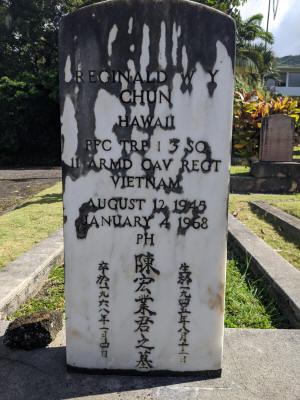 REGINALD W Y
CHUN
HAWAII
PFC TRP I 3 SQ
11 ARMD CAV REGT
VIETNAM
AUGUST 12 1945
JANUARY 4 1968
PH
生於一九四五年八月十二日
陳宏業君之墓
卒於一九六八年一月四日